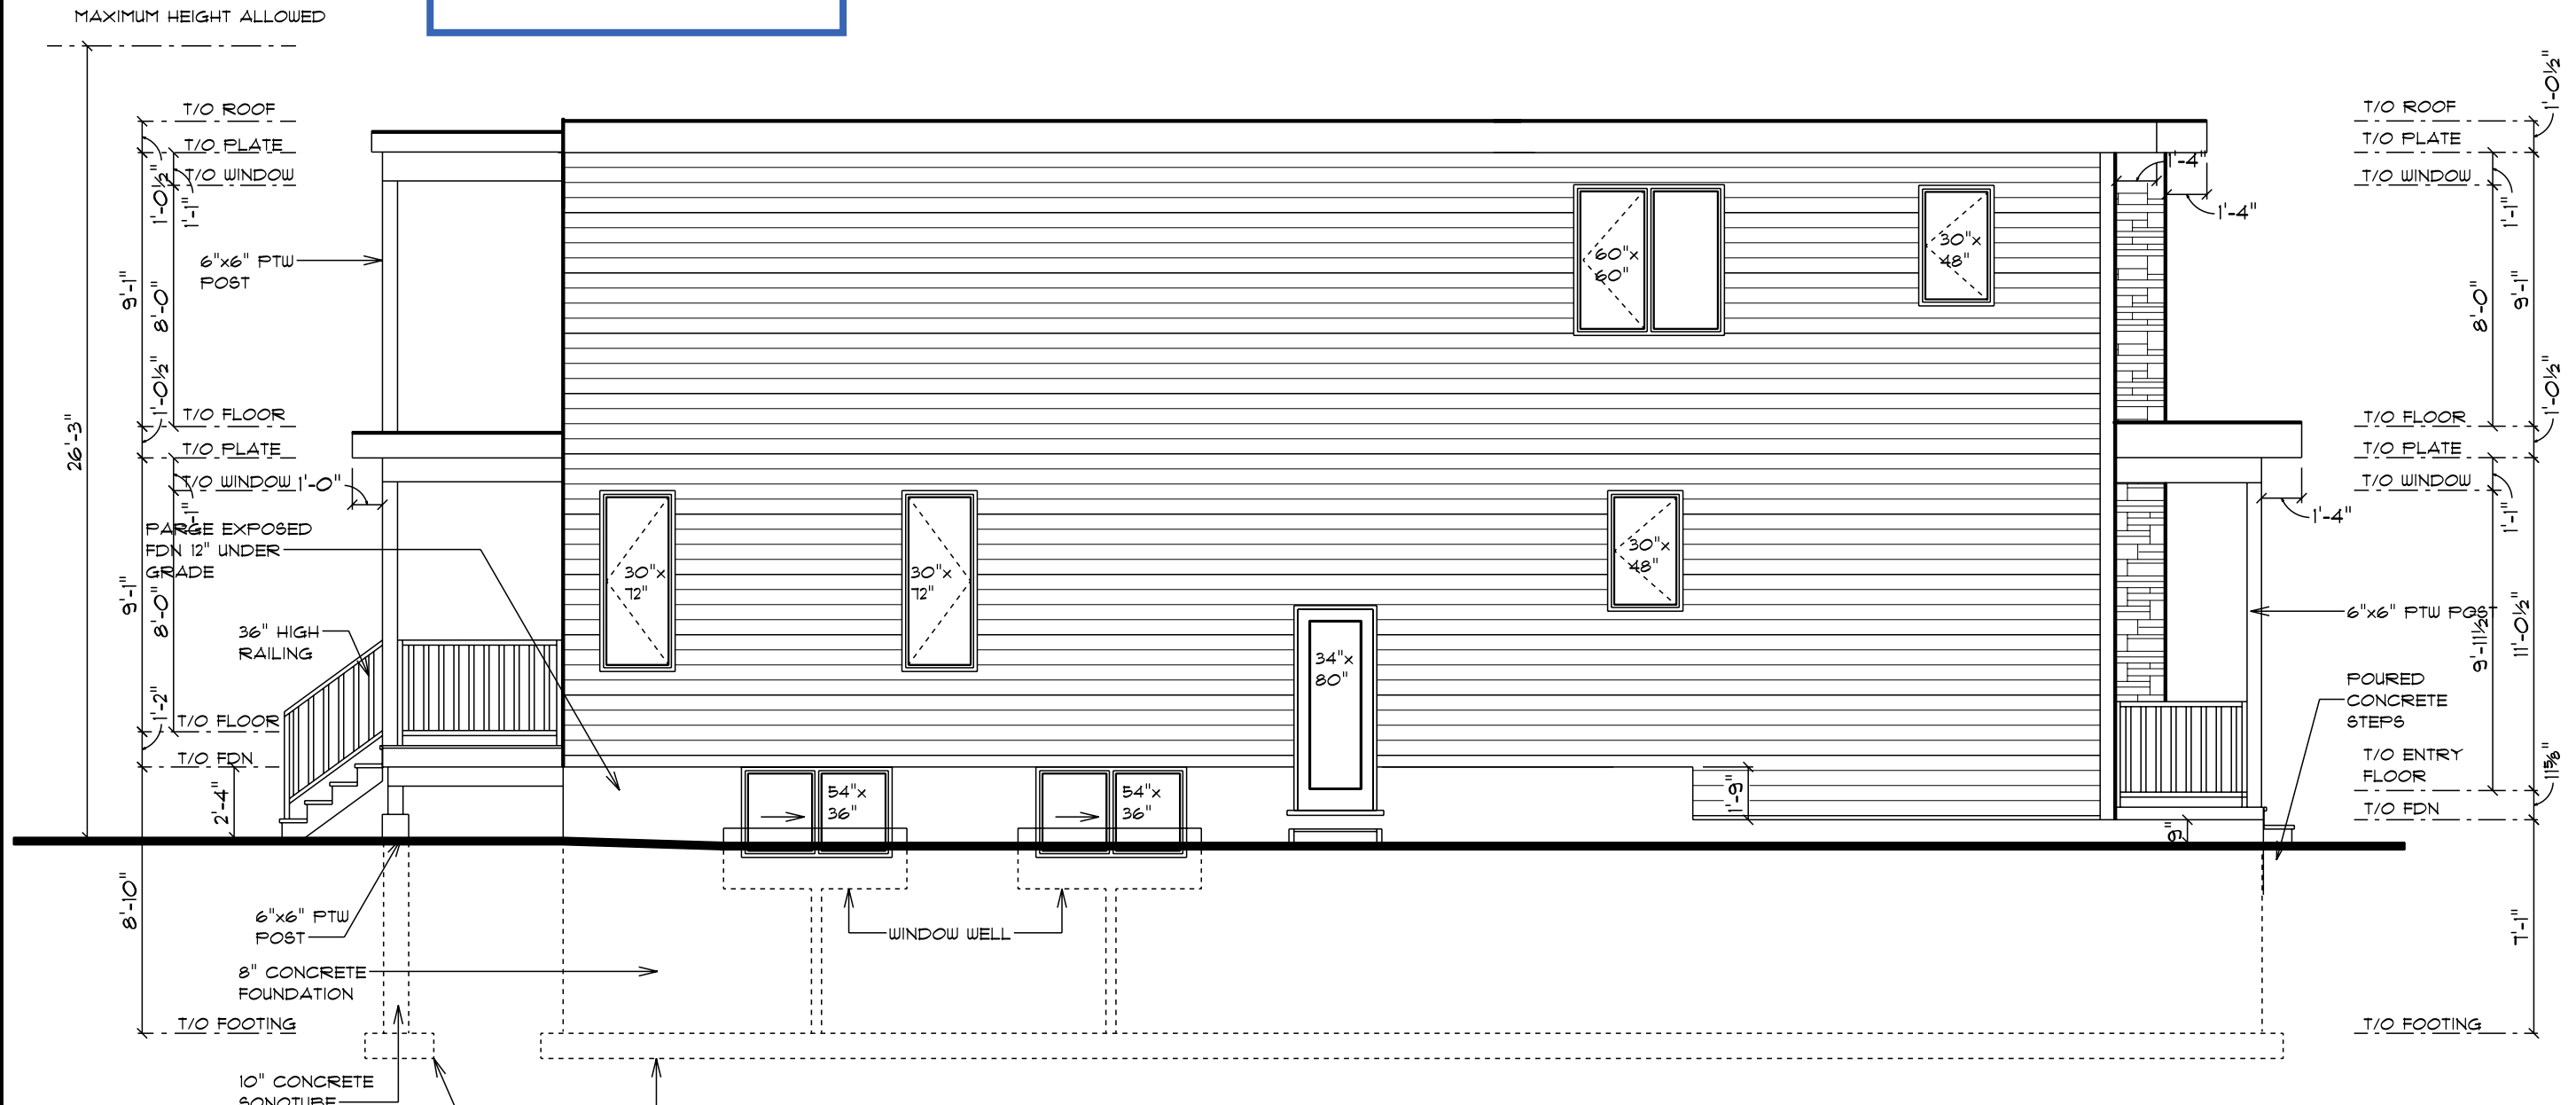 MAXIMUM HEIGHT ALLOWED
26'-3"
T/O ROOF
T/O PLATE
T/O WINDOW
1'-0½"
1'-1"
6"x6" PTW
POST
9'-1"
8'-0"
1'-0½"
T/O FLOOR
T/O PLATE
T/O WINDOW
1'-0"
1'-1"
PARGE EXPOSED
FDN 12" UNDER
GRADE
9'-1"
8'-0"
36" HIGH
RAILING
1'-2"
T/O FLOOR
T/O FDN
2'-4"
8'-10"
6"x6" PTW
POST
8" CONCRETE
FOUNDATION
T/O FOOTING
10" CONCRETE
SONOTUBE
60"x
60"
30"x
48"
30"x
72"
30"x
72"
30"x
48"
34"x
80"
54"x
36"
54"x
36"
WINDOW WELL
1'-9"
9"
1'-4"
1'-4"
1'-4"
T/O ROOF
T/O PLATE
T/O WINDOW
1'-0½"
1'-1"
8'-0"
9'-1"
1'-0½"
T/O FLOOR
T/O PLATE
T/O WINDOW
1'-1"
6"x6" PTW POST
9'-11½"
11'-0½"
POURED
CONCRETE
STEPS
T/O ENTRY
FLOOR
11⅝"
T/O FDN
7'-1"
T/O FOOTING